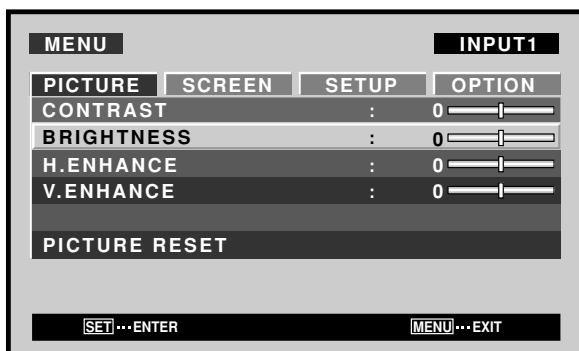 MENU INPUT1
PICTURE SCREEN SETUP OPTION
CONTRAST : 0
BRIGHTNESS : 0
H.ENHANCE : 0
V.ENHANCE : 0
PICTURE RESET
SET ··· ENTER MENU ··· EXIT